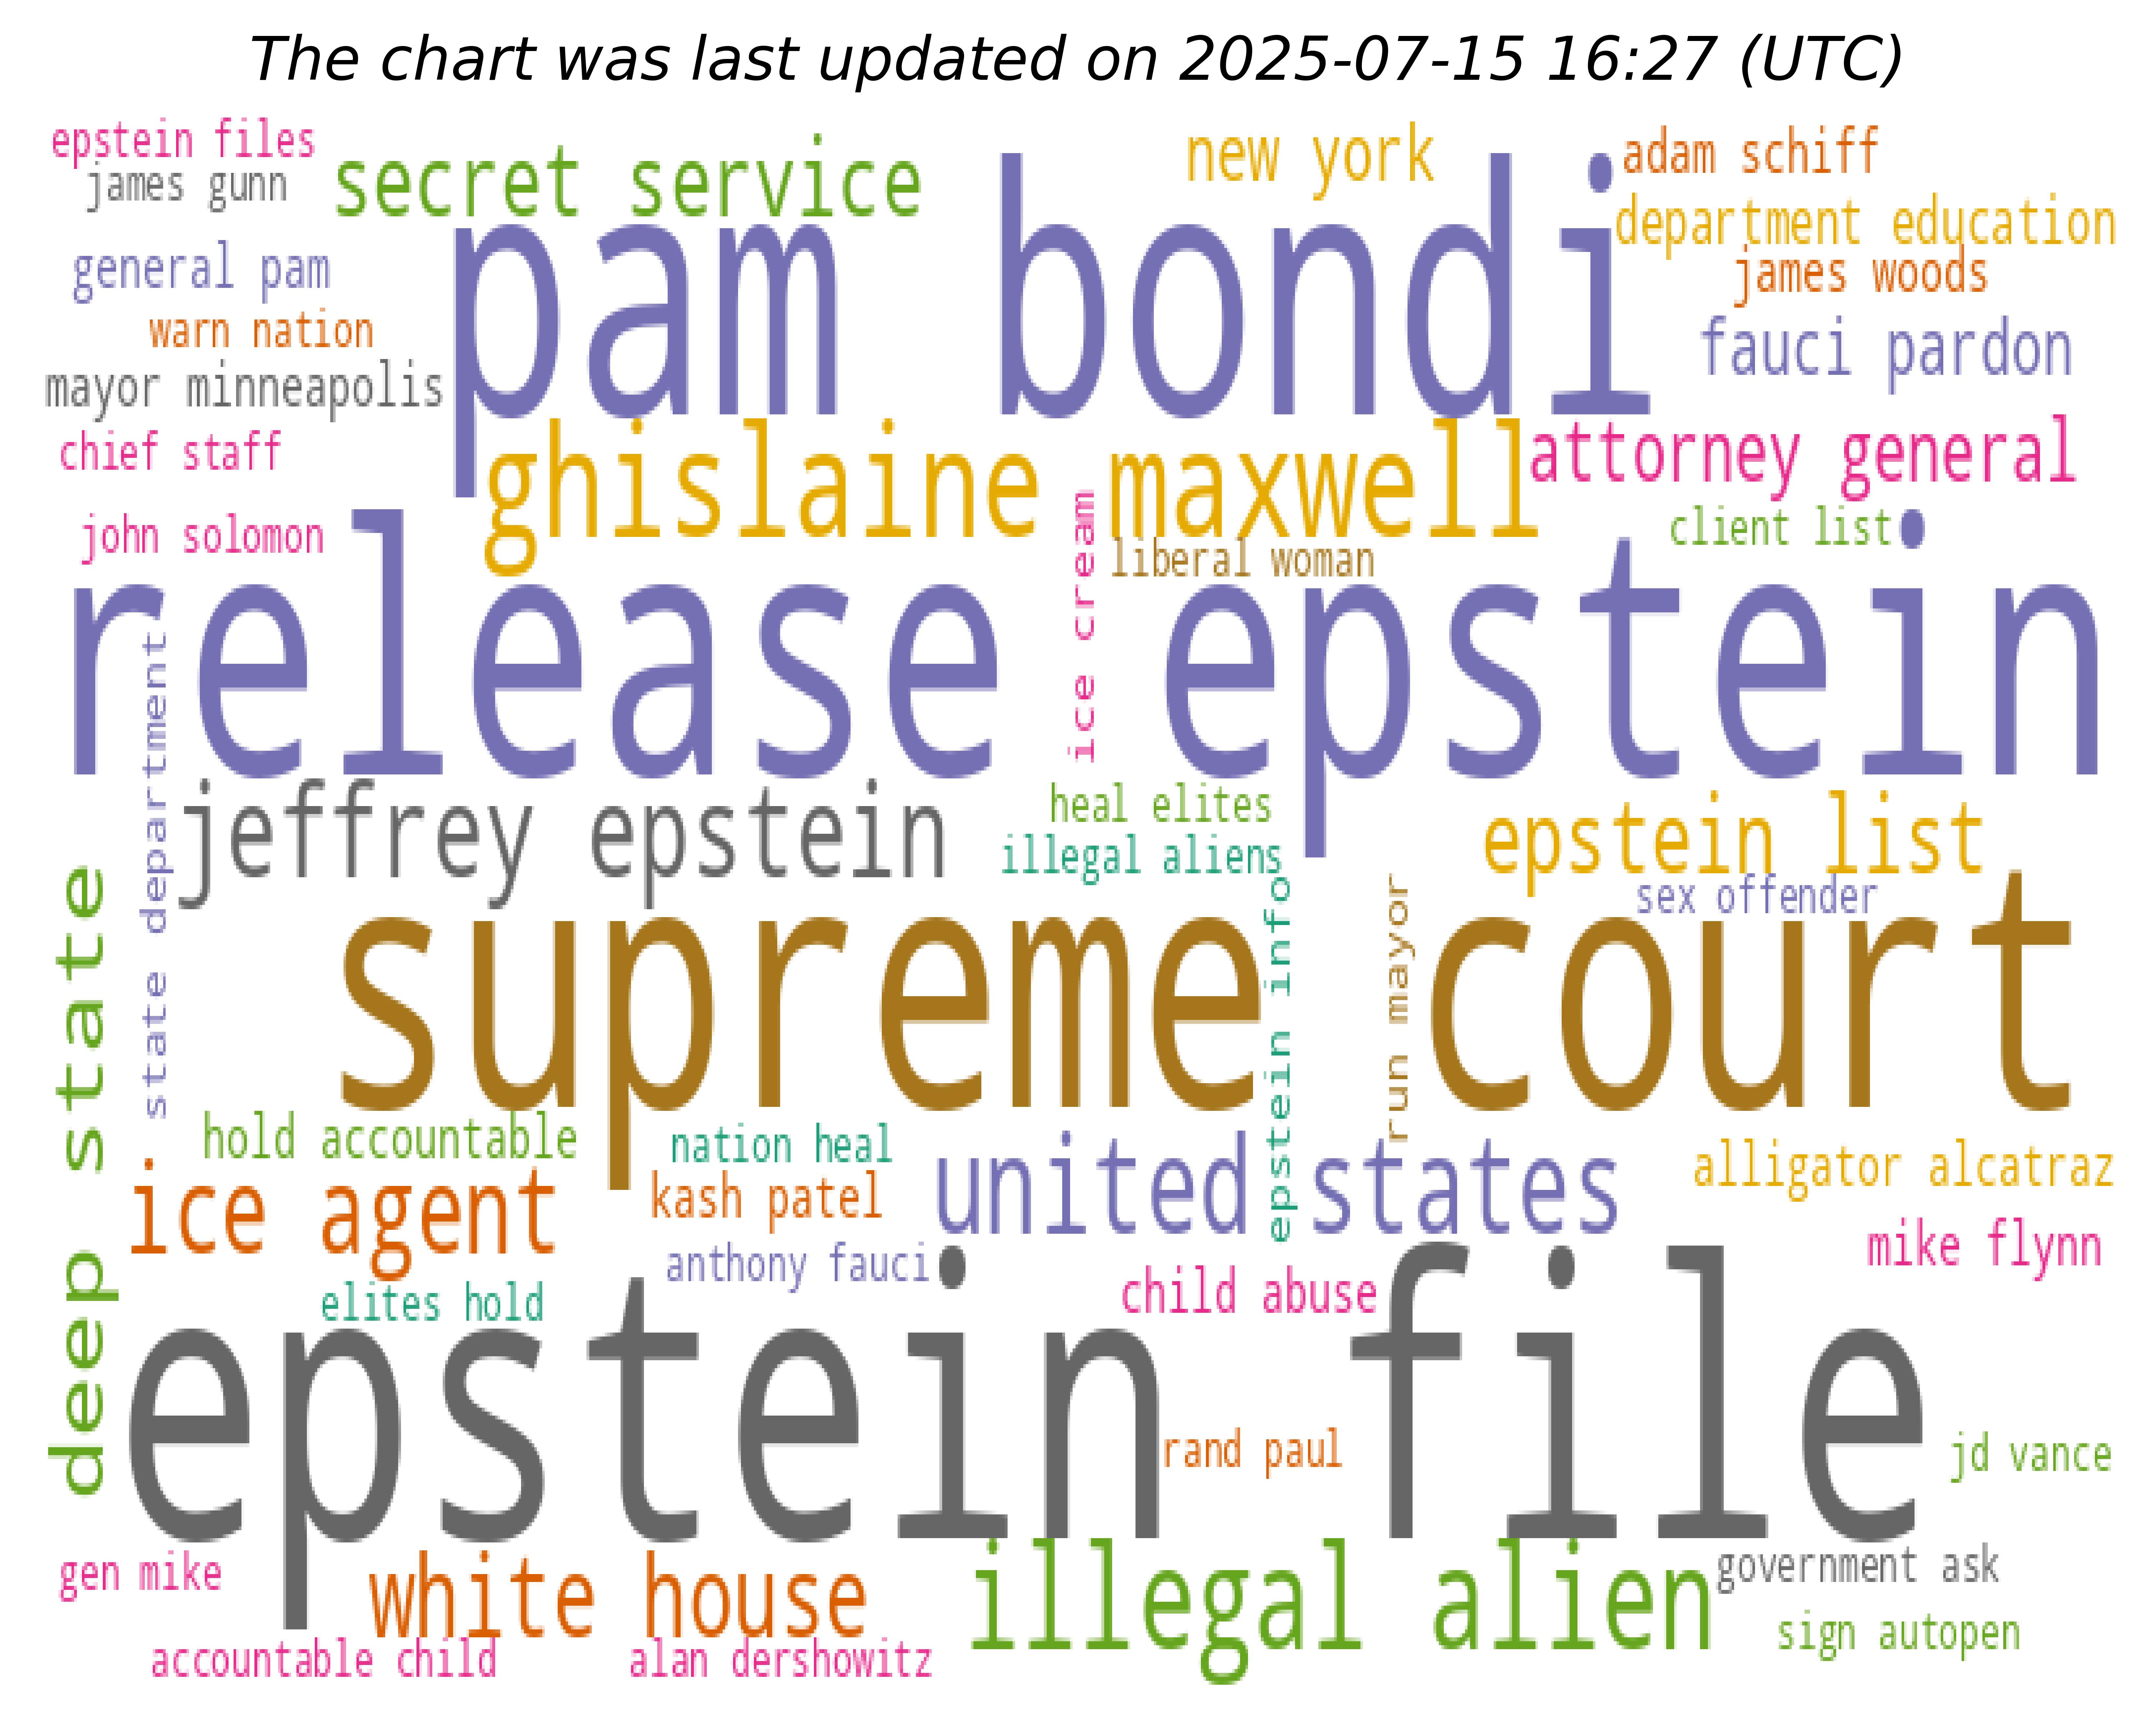 The chart was last updated on 2025-07-15 16:27 (UTC)
epstein files
james gunn
secret service
new york
adam schiff
department education
james woods
general pam
pam bondi
warn nation
fauci pardon
mayor minneapolis
chief staff
ghislaine maxwell
attorney general
john solomon
client list
liberal woman
ice cream
release epstein
state department
jeffrey epstein
heal elites
illegal aliens
epstein list
sex offender
deep state
supreme court
epstein info
run mayor
hold accountable
nation heal
united states
alligator alcatraz
ice agent
kash patel
mike flynn
anthony fauci
elites hold
child abuse
epstein file
rand paul
jd vance
gen mike
white house
illegal alien
government ask
sign autopen
accountable child
alan dershowitz